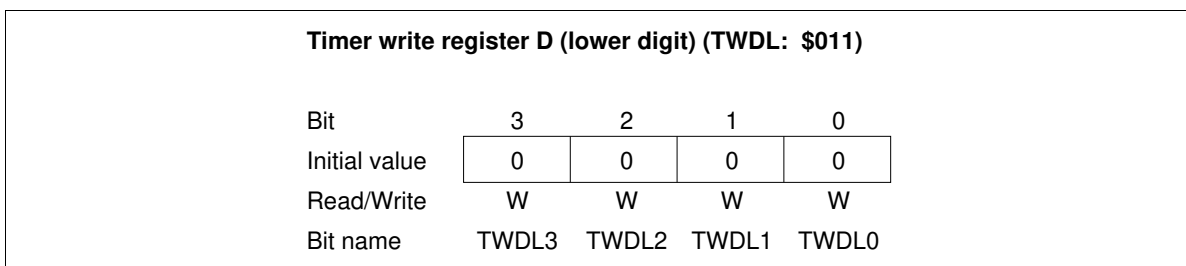 Timer write register D (lower digit) (TWDL: $011)
Bit 3 2 1 0
Initial value 0 0 0 0
Read/Write W W W W
Bit name TWDL3 TWDL2 TWDL1 TWDL0